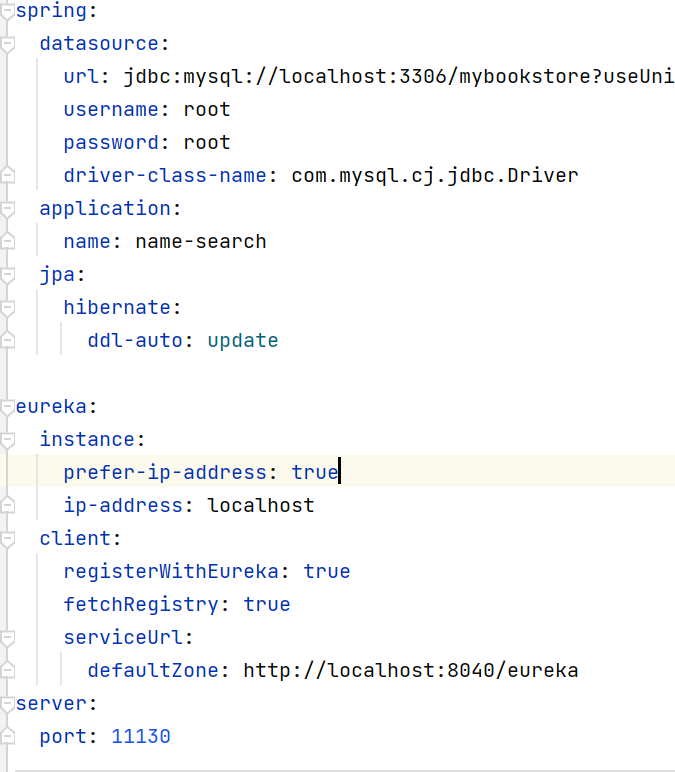 spring:
  datasource:
    url: jdbc:mysql://localhost:3306/mybookstore?useUni
    username: root
    password: root
    driver-class-name: com.mysql.cj.jdbc.Driver
  application:
    name: name-search
  jpa:
    hibernate:
      ddl-auto: update

eureka:
  instance:
    prefer-ip-address: true
    ip-address: localhost
  client:
    registerWithEureka: true
    fetchRegistry: true
    serviceUrl:
      defaultZone: http://localhost:8040/eureka
server:
  port: 11130